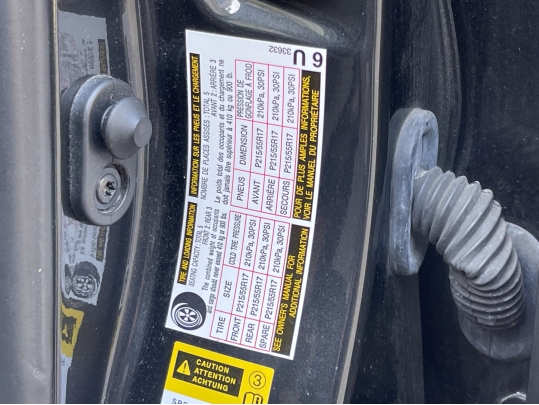 TIRE AND LOADING INFORMATION
SEATING CAPACITY: TOTAL 5
FRONT 2 : REAR 3
The combined weight of occupants
and cargo should never exceed 410 kg or 900 lbs.
TIRE SIZE COLD TIRE PRESSURE
FRONT P215/55R17 210kPa, 30PSI
REAR P215/55R17 210kPa, 30PSI
SPARE P215/55R17 210kPa, 30PSI
SEE OWNER'S MANUAL FOR
ADDITIONAL INFORMATION
INFORMATION SUR LES PNEUS ET LE CHARGEMENT
NOMBRE DE PLACES ASSISES : TOTAL 5
AVANT 2 : ARRIÈRE 3
Le poids total des occupants et du chargement ne
doit jamais être supérieur à 410 kg ou 900 lb.
PNEUS DIMENSION PRESSION DE GONFLAGE À FROID
AVANT P215/55R17 210kPa, 30PSI
ARRIÈRE P215/55R17 210kPa, 30PSI
SECOURS P215/55R17 210kPa, 30PSI
POUR DE PLUS AMPLES INFORMATIONS,
VOIR LE MANUEL DU PROPRIÉTAIRE
33632
6 U
CAUTION
ATTENTION
ACHTUNG
3